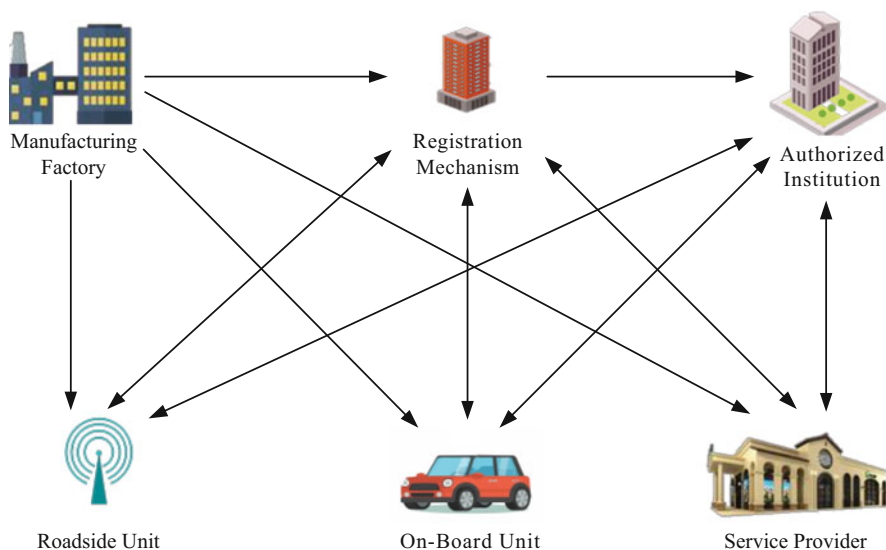 Manufacturing
Factory
Registration
Mechanism
Authorized
Institution
Roadside Unit
On-Board Unit
Service Provider